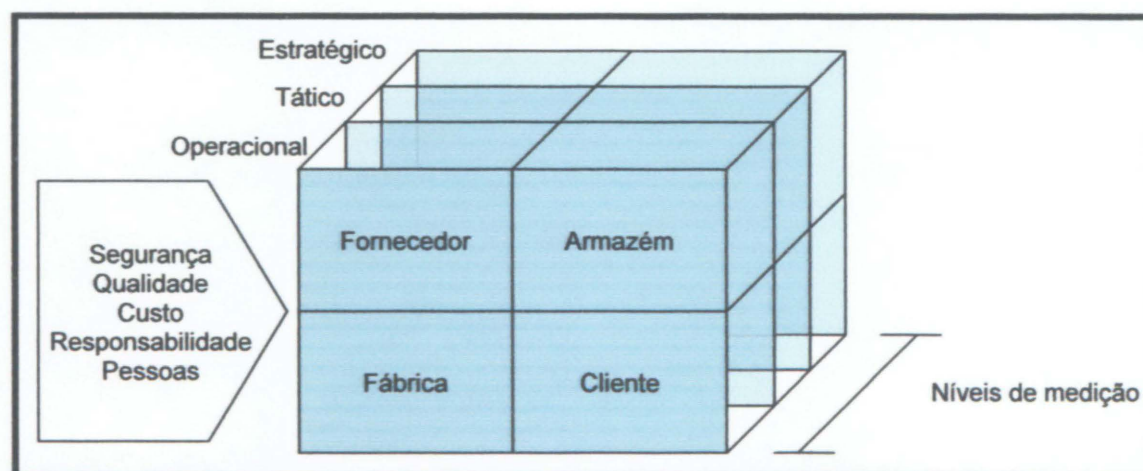 Estratégico
Tático
Operacional
Segurança
Qualidade
Custo
Responsabilidade
Pessoas
Fornecedor
Armazém
Fábrica
Cliente
Níveis de medição